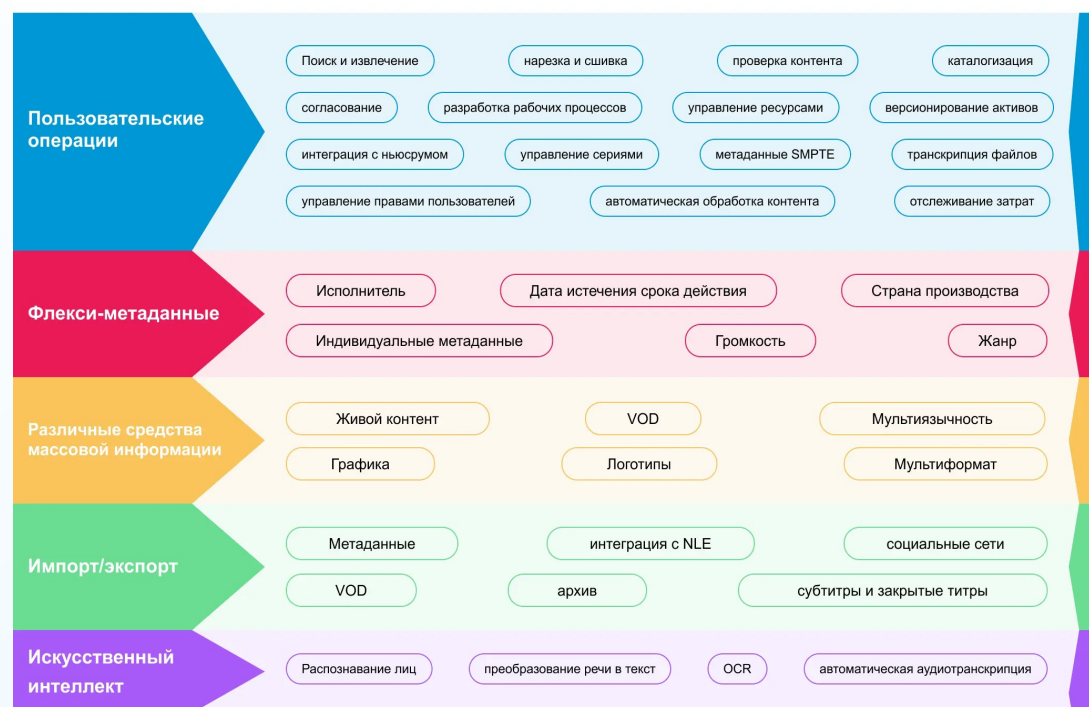 Пользовательские
операции
Поиск и извлечение
нарезка и сшивка
проверка контента
каталогизация
согласование
разработка рабочих процессов
управление ресурсами
версионирование активов
интеграция с ньюсрумом
управление сериями
метаданные SMPTE
транскрипция файлов
управление правами пользователей
автоматическая обработка контента
отслеживание затрат
Флекси-метаданные
Исполнитель
Дата истечения срока действия
Страна производства
Индивидуальные метаданные
Громкость
Жанр
Различные средства
массовой информации
Живой контент
VOD
Мультиязычность
Графика
Логотипы
Мультиформат
Импорт/экспорт
Метаданные
интеграция с NLE
социальные сети
VOD
архив
субтитры и закрытые титры
Искусственный
интеллект
Распознавание лиц
преобразование речи в текст
OCR
автоматическая аудиотранскрипция